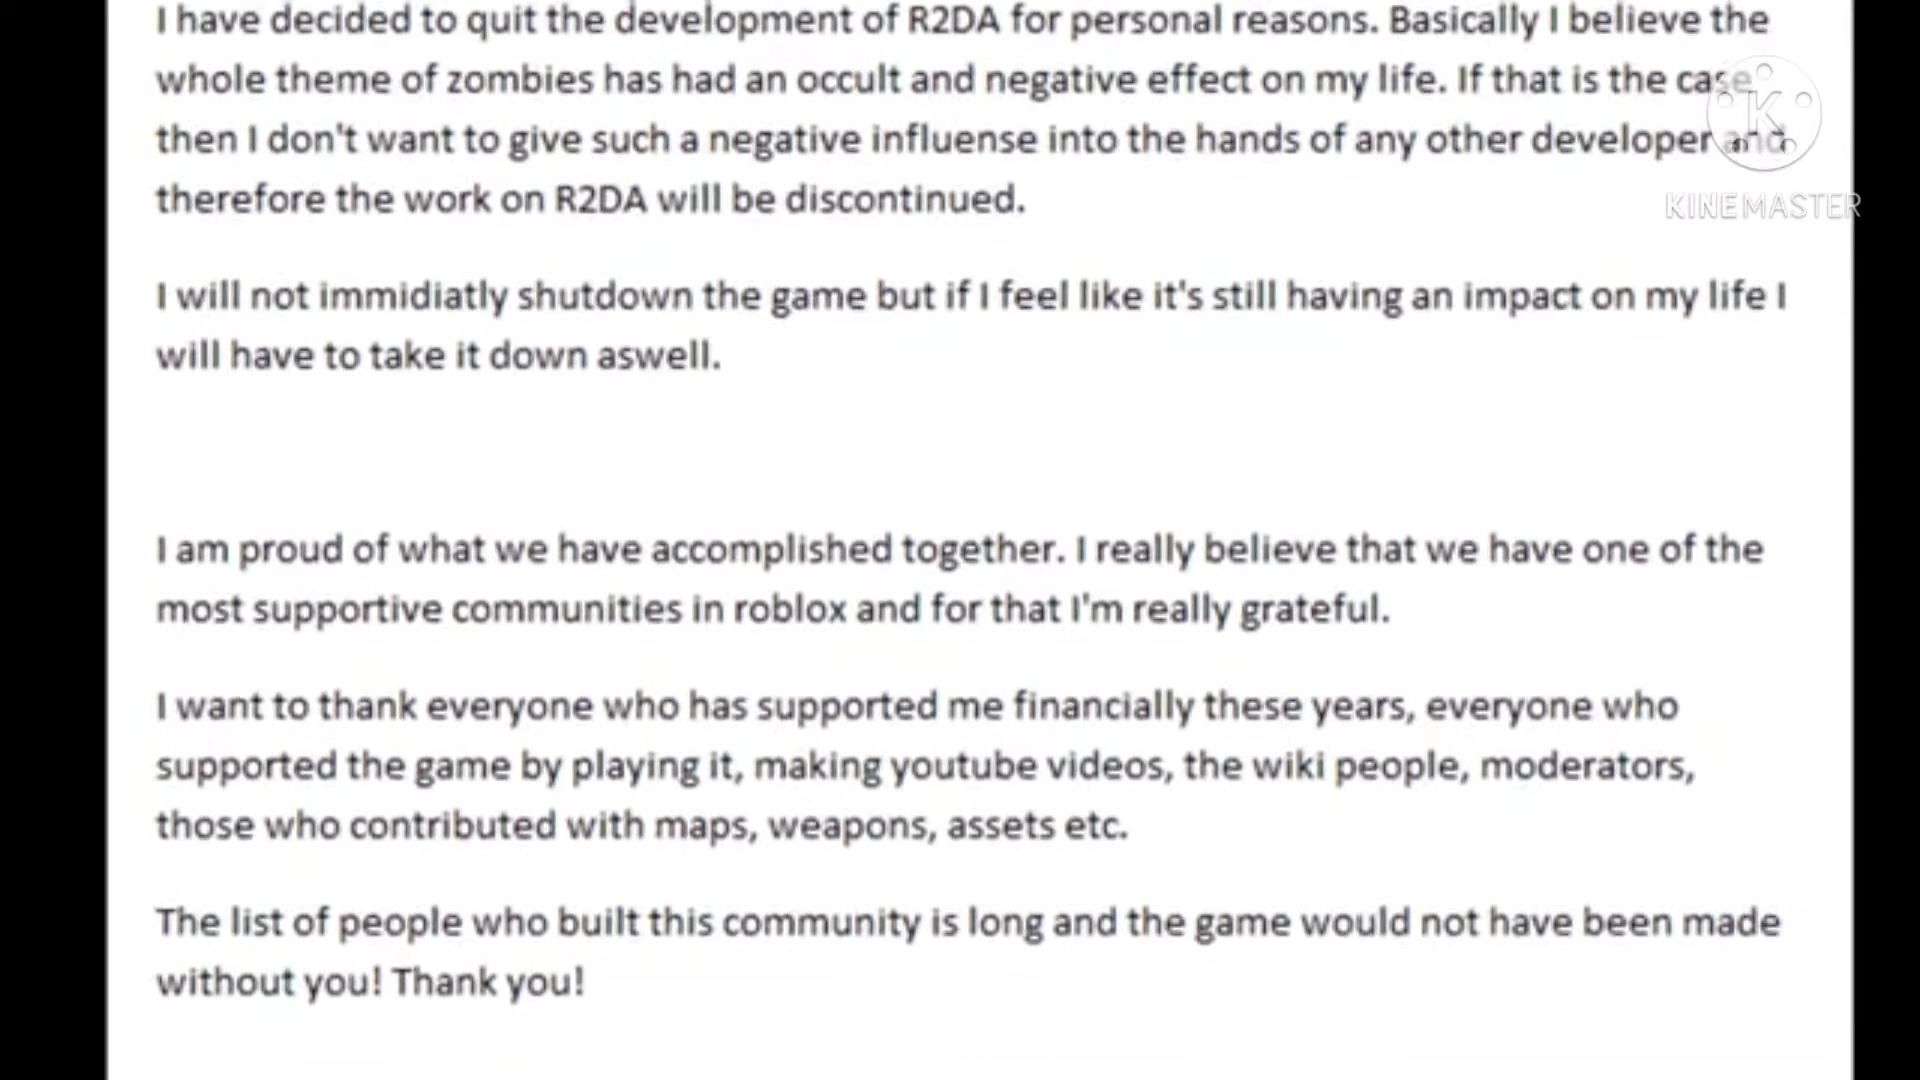 I have decided to quit the development of R2DA for personal reasons. Basically I believe the
whole theme of zombies has had an occult and negative effect on my life. If that is the case
then I don't want to give such a negative influense into the hands of any other developer and
therefore the work on R2DA will be discontinued.
I will not immidiatly shutdown the game but if I feel like it's still having an impact on my life I
will have to take it down aswell.
I am proud of what we have accomplished together. I really believe that we have one of the
most supportive communities in roblox and for that I'm really grateful.
I want to thank everyone who has supported me financially these years, everyone who
supported the game by playing it, making youtube videos, the wiki people, moderators,
those who contributed with maps, weapons, assets etc.
The list of people who built this community is long and the game would not have been made
without you! Thank you!
K
KINEMASTER